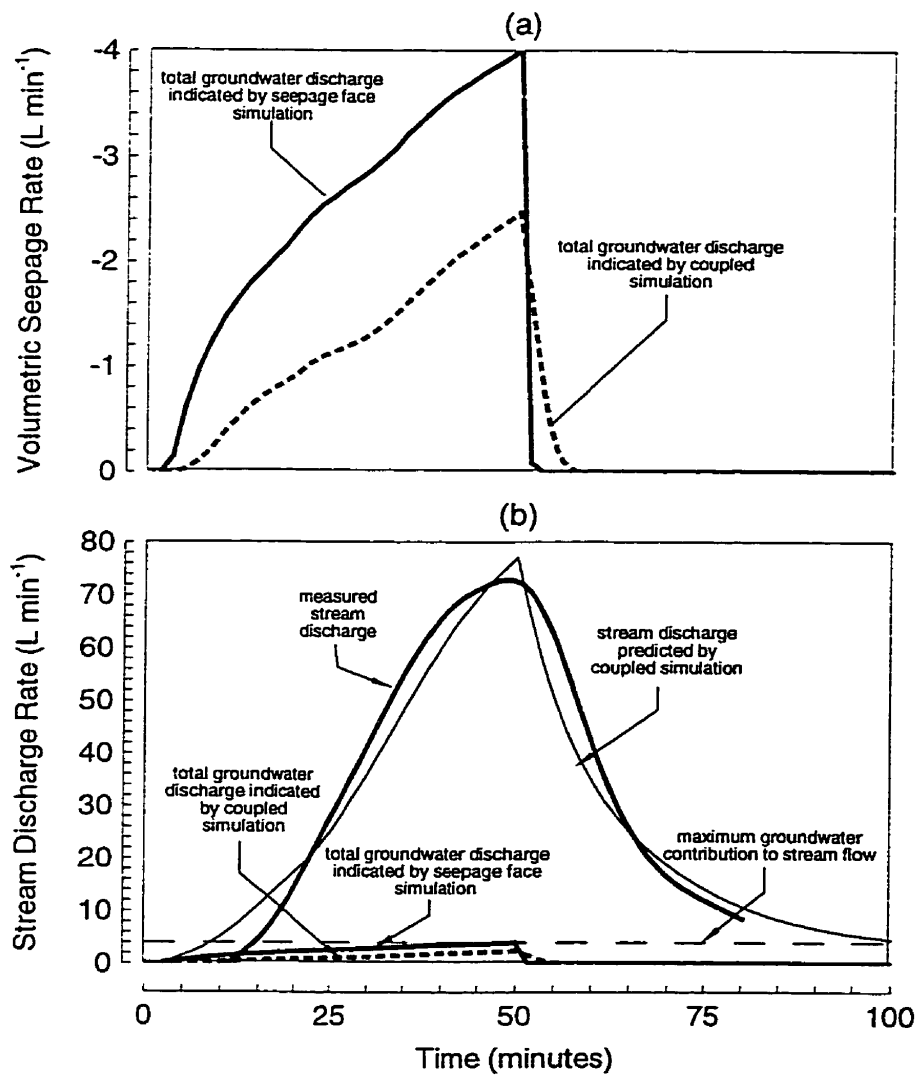 (a)
Volumetric Seepage Rate (L min⁻¹)
-4
-3
-2
-1
0
total groundwater discharge
indicated by seepage face
simulation
total groundwater discharge
indicated by coupled
simulation
(b)
Stream Discharge Rate (L min⁻¹)
80
70
60
50
40
30
20
10
0
measured
stream
discharge
stream discharge
predicted by
coupled simulation
total groundwater
discharge indicated
by coupled
simulation
total groundwater discharge
indicated by seepage face
simulation
maximum groundwater
contribution to stream flow
0
25
50
75
100
Time (minutes)